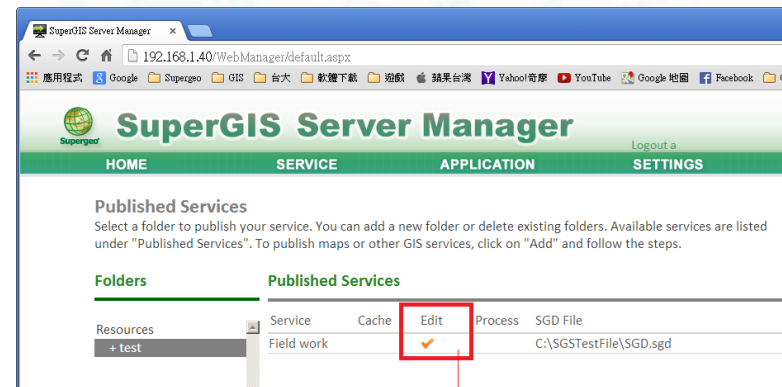 SuperGIS Server Manager
192.168.1.40/WebManager/default.aspx
應用程式 Google Supergeo GIS 台大 軟體下載 遊戲 蘋果台灣 Yahoo!奇摩 YouTube Google 地圖 Facebook
Supergeo
SuperGIS Server Manager
Logout a
HOME SERVICE APPLICATION SETTINGS
Published Services
Select a folder to publish your service. You can add a new folder or delete existing folders. Available services are listed
under "Published Services". To publish maps or other GIS services, click on "Add" and follow the steps.
Folders Published Services
Service Cache Edit Process SGD File
Resources
Field work C:\SGSTestFile\SGD.sgd
+ test